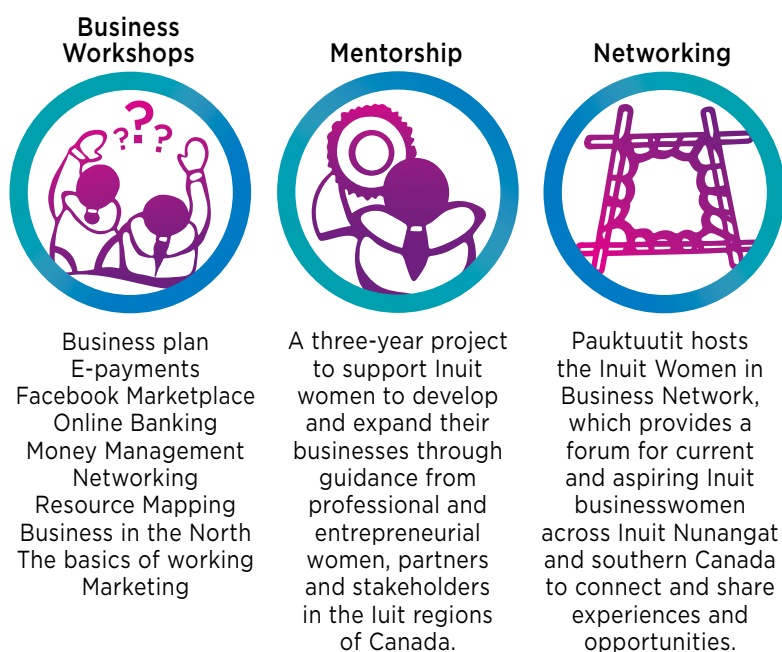 Business
Workshops
???
Business plan
E-payments
Facebook Marketplace
Online Banking
Money Management
Networking
Resource Mapping
Business in the North
The basics of working
Marketing
Mentorship
A three-year project
to support Inuit
women to develop
and expand their
businesses through
guidance from
professional and
entrepreneurial
women, partners
and stakeholders
in the luit regions
of Canada.
Networking
Pauktuutit hosts
the Inuit Women in
Business Network,
which provides a
forum for current
and aspiring Inuit
businesswomen
across Inuit Nunangat
and southern Canada
to connect and share
experiences and
opportunities.